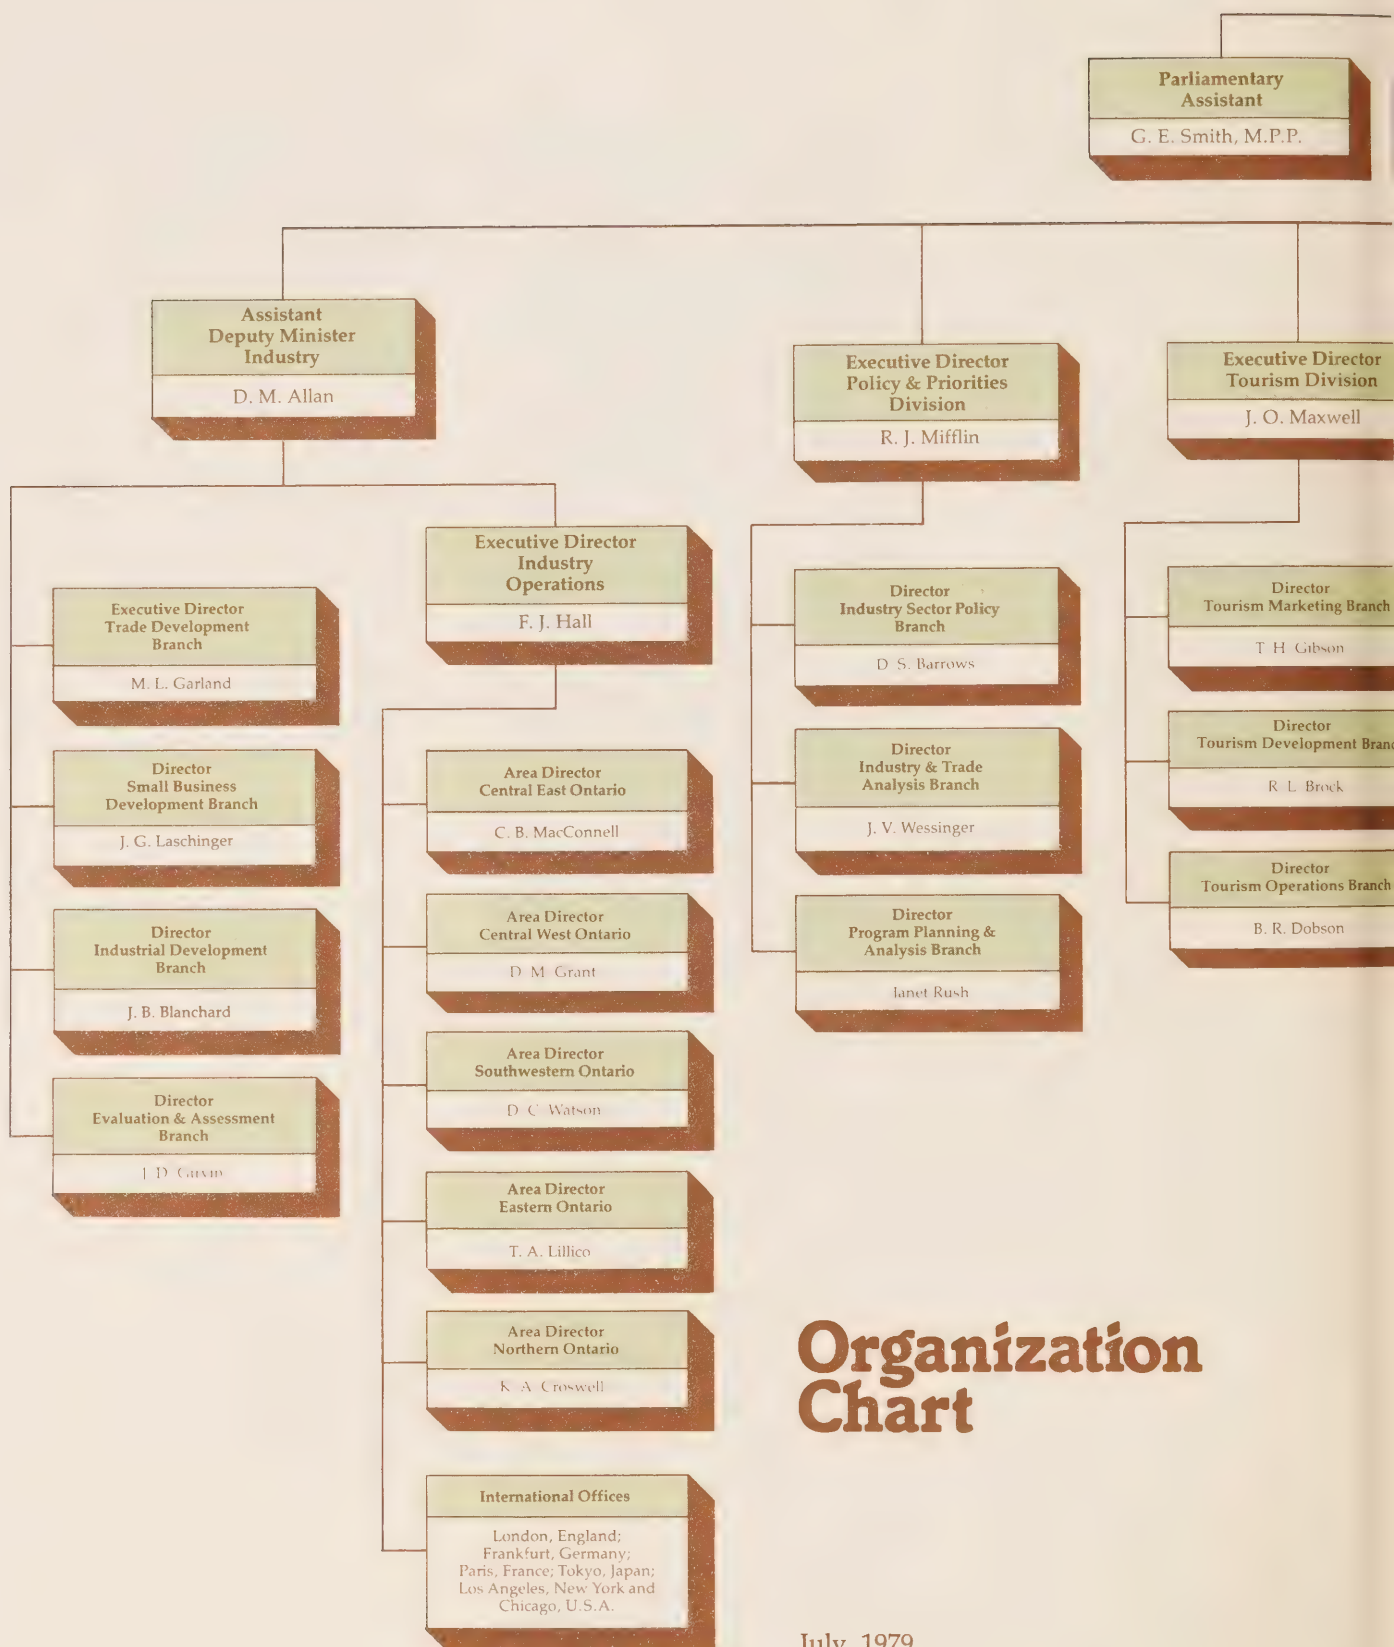 Parliamentary
Assistant
G. E. Smith, M.P.P.
Assistant
Deputy Minister
Industry
D. M. Allan
Executive Director
Trade Development
Branch
M. L. Garland
Director
Small Business
Development Branch
J. G. Laschinger
Director
Industrial Development
Branch
J. B. Blanchard
Director
Evaluation & Assessment
Branch
J. D.
Executive Director
Industry
Operations
F. J. Hall
Area Director
Central East Ontario
C. B. MacConnell
Area Director
Central West Ontario
D. M. Grant
Area Director
Southwestern Ontario
D. C. Watson
Area Director
Eastern Ontario
T. A. Lillico
Area Director
Northern Ontario
K. A. Croswell
International Offices
London, England;
Frankfurt, Germany;
Paris, France; Tokyo, Japan;
Los Angeles, New York and
Chicago, U.S.A.
Executive Director
Policy & Priorities
Division
R. J. Mifflin
Director
Industry Sector Policy
Branch
D. S. Barrows
Director
Industry & Trade
Analysis Branch
J. V. Wessinger
Director
Program Planning &
Analysis Branch
Janet Rush
Executive Director
Tourism Division
J. O. Maxwell
Director
Tourism Marketing Branch
T. H. Gibson
Director
Tourism Development Branc
R. L. Brock
Director
Tourism Operations Branch
B. R. Dobson
Organization
Chart
July, 1979